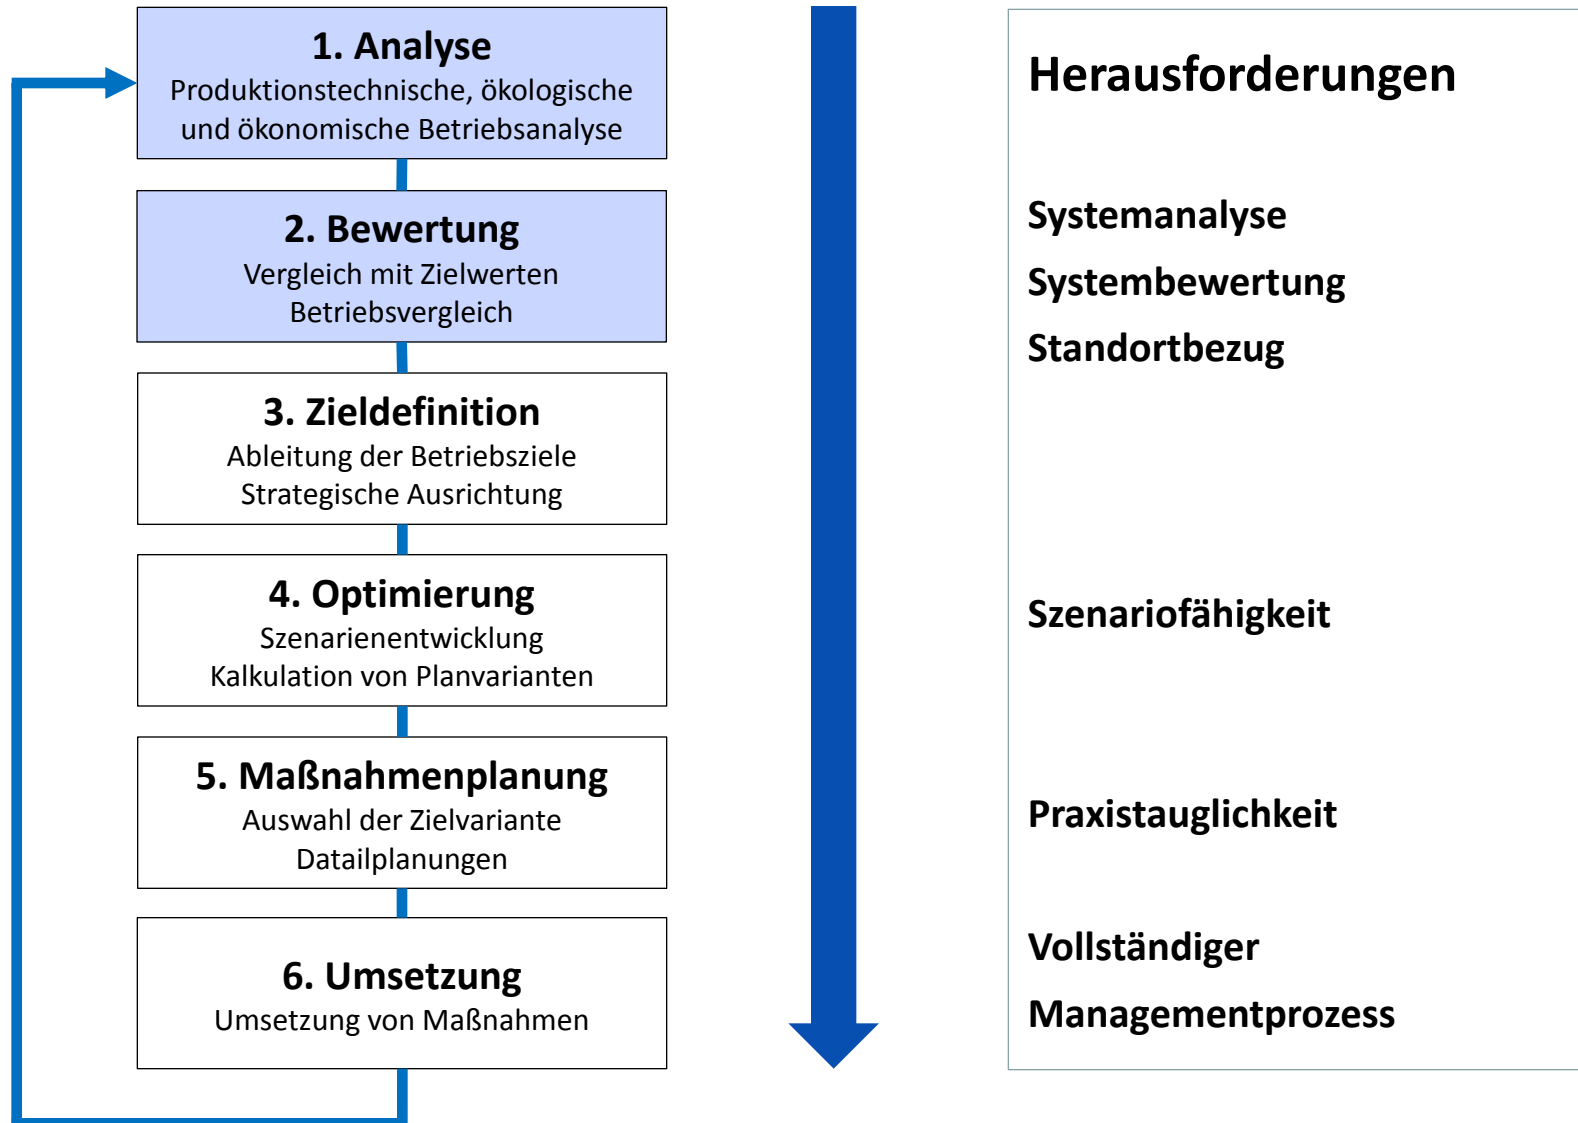 1. Analyse
Produktionstechnische, ökologische
und ökonomische Betriebsanalyse
2. Bewertung
Vergleich mit Zielwerten
Betriebsvergleich
3. Zieldefinition
Ableitung der Betriebsziele
Strategische Ausrichtung
4. Optimierung
Szenarienentwicklung
Kalkulation von Planvarianten
5. Maßnahmenplanung
Auswahl der Zielvariante
Datailplanungen
6. Umsetzung
Umsetzung von Maßnahmen
Herausforderungen
Systemanalyse
Systembewertung
Standortbezug
Szenariofähigkeit
Praxistauglichkeit
Vollständiger
Managementprozess